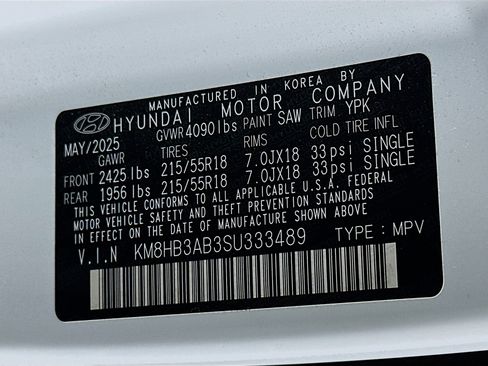 MANUFACTURED IN KOREA BY
HYUNDAI MOTOR COMPANY
MAY/2025 GVWR 4090lbs PAINT SAW TRIM YPK
GAWR TIRES RIMS COLD TIRE INFL
FRONT 2425lbs 215/55R18 7.0JX18 33psi SINGLE
REAR 1956lbs 215/55R18 7.0JX18 33psi SINGLE
THIS VEHICLE CONFORMS TO ALL APPLICABLE U.S.A. FEDERAL
MOTOR VEHICLE SAFETY AND THEFT PREVENTION STANDARDS
IN EFFECT ON THE DATE OF MANUFACTURE SHOWN ABOVE
V.I.N KM8HB3AB3SU333489 TYPE : MPV